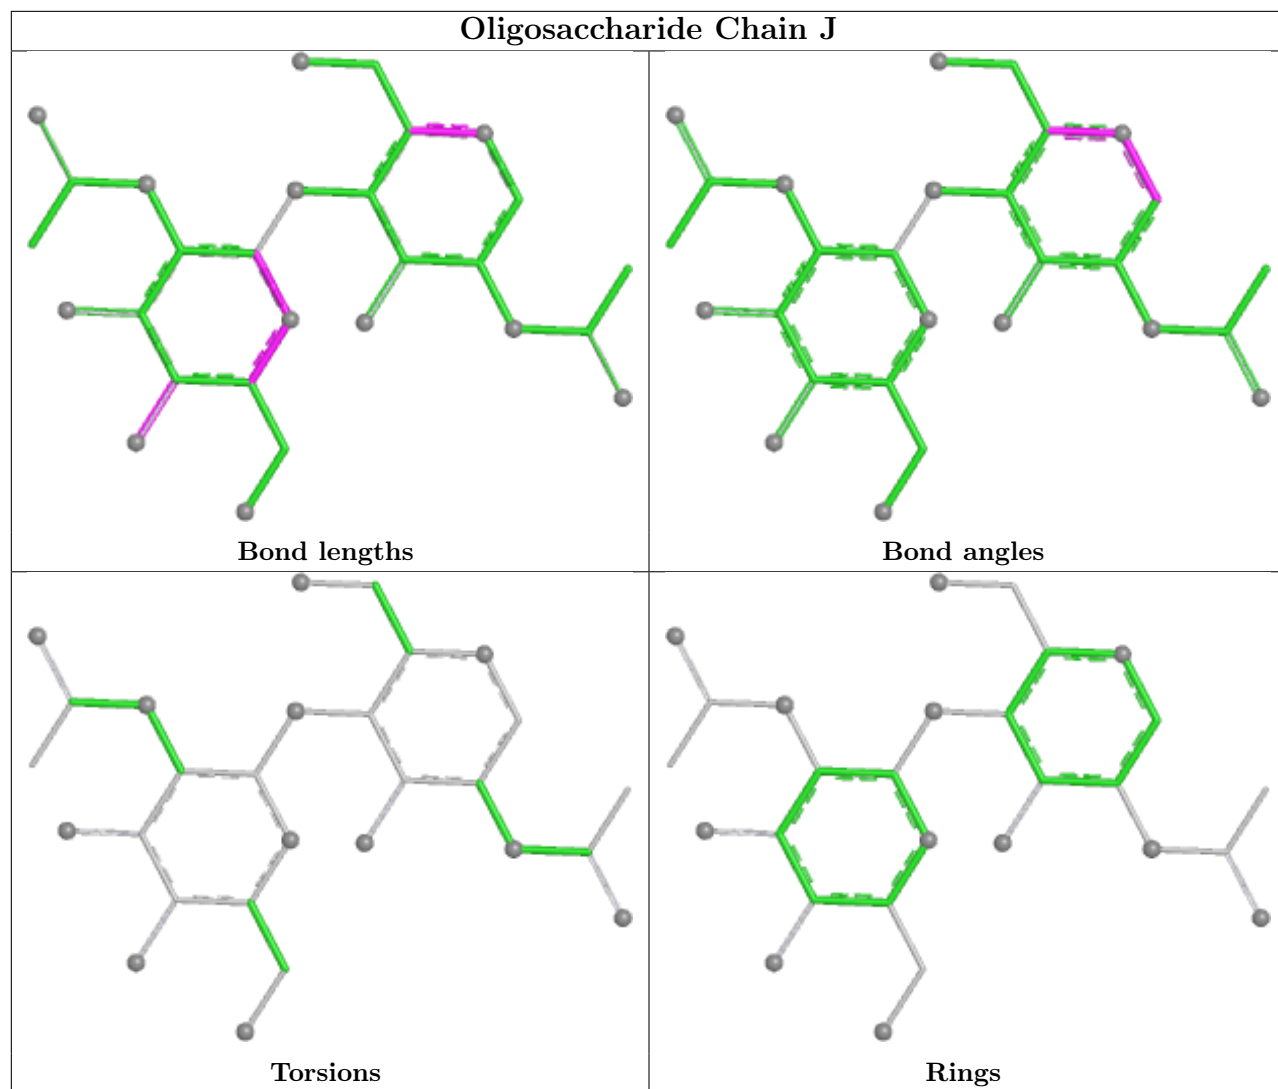 Oligosaccharide Chain J
Bond lengths
Bond angles
Torsions
Rings